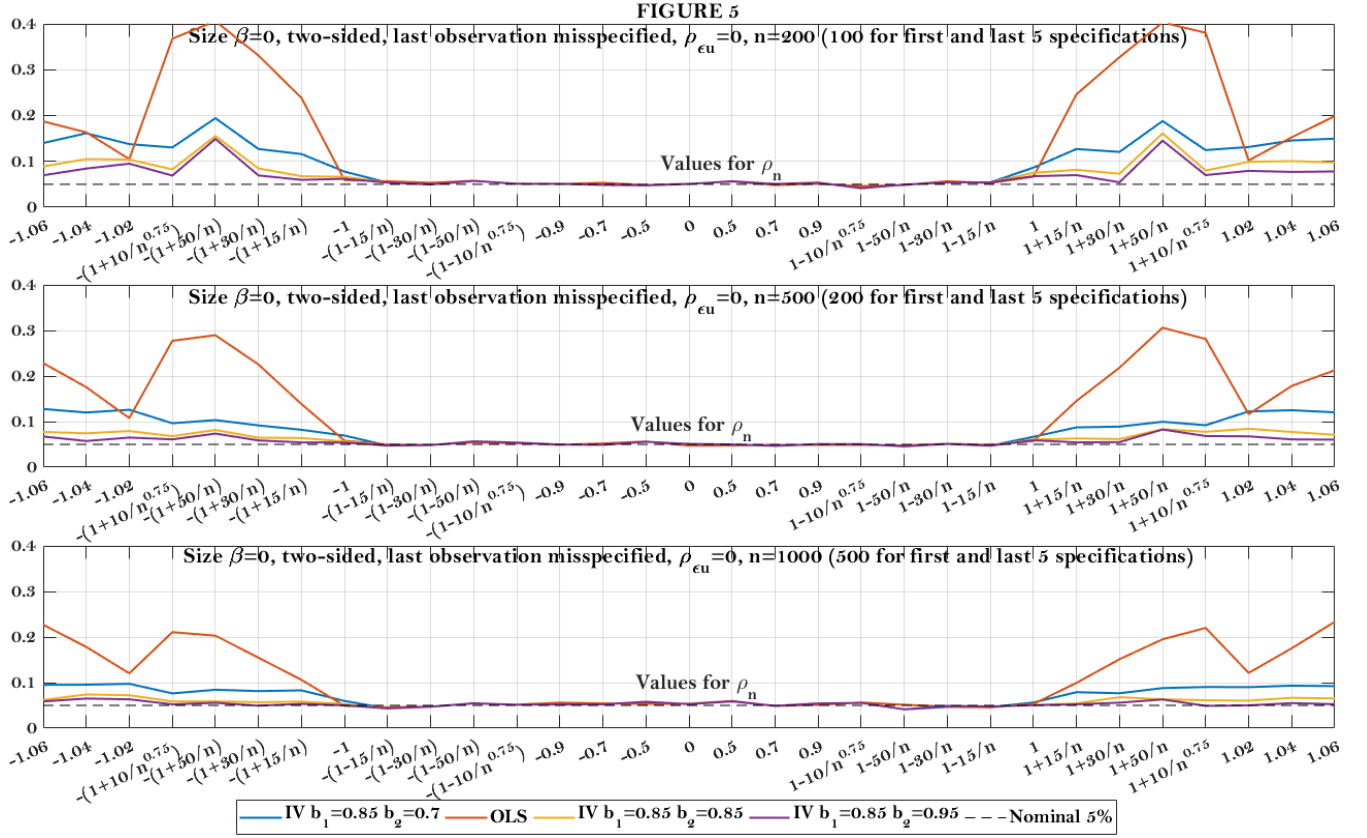 FIGURE 5
Size β=0, two-sided, last observation misspecified, ρ_ϵu=0, n=200 (100 for first and last 5 specifications)
0.4
0.3
0.2
0.1
0
Values for ρ_n
-1.06 -1.04 -1.02 -(1+10/n^0.75) -(1+50/n) -(1+30/n) -(1+15/n) -1 -(1-15/n) -(1-30/n) -(1-50/n) -(1-10/n^0.75) -0.9 -0.7 -0.5 0 0.5 0.7 0.9 1-10/n^0.75 1-50/n 1-30/n 1-15/n 1 1+15/n 1+30/n 1+50/n 1+10/n^0.75 1.02 1.04 1.06
Size β=0, two-sided, last observation misspecified, ρ_ϵu=0, n=500 (200 for first and last 5 specifications)
0.4
0.3
0.2
0.1
0
Values for ρ_n
-1.06 -1.04 -1.02 -(1+10/n^0.75) -(1+50/n) -(1+30/n) -(1+15/n) -1 -(1-15/n) -(1-30/n) -(1-50/n) -(1-10/n^0.75) -0.9 -0.7 -0.5 0 0.5 0.7 0.9 1-10/n^0.75 1-50/n 1-30/n 1-15/n 1 1+15/n 1+30/n 1+50/n 1+10/n^0.75 1.02 1.04 1.06
Size β=0, two-sided, last observation misspecified, ρ_ϵu=0, n=1000 (500 for first and last 5 specifications)
0.4
0.3
0.2
0.1
0
Values for ρ_n
-1.06 -1.04 -1.02 -(1+10/n^0.75) -(1+50/n) -(1+30/n) -(1+15/n) -1 -(1-15/n) -(1-30/n) -(1-50/n) -(1-10/n^0.75) -0.9 -0.7 -0.5 0 0.5 0.7 0.9 1-10/n^0.75 1-50/n 1-30/n 1-15/n 1 1+15/n 1+30/n 1+50/n 1+10/n^0.75 1.02 1.04 1.06
IV b_1=0.85 b_2=0.7 OLS IV b_1=0.85 b_2=0.85 IV b_1=0.85 b_2=0.95 Nominal 5%